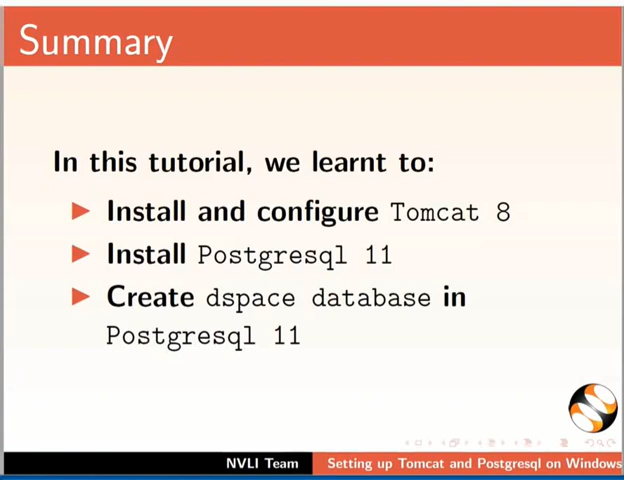 Summary
In this tutorial, we learnt to:
Install and configure Tomcat 8
Install Postgresql 11
Create dspace database in
Postgresql 11
NVLI Team Setting up Tomcat and Postgresql on Windows